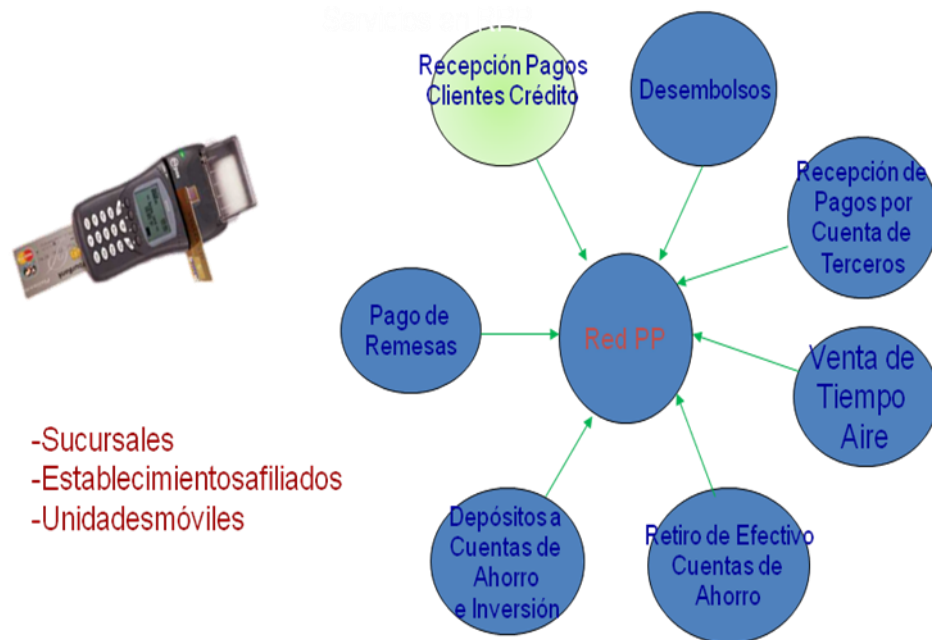 Recepción Pagos
Clientes Crédito
Desembolsos
Recepción de
Pagos por
Cuenta de
Terceros
Pago de
Remesas
Red PP
Venta de
Tiempo
Aire
-Sucursales
-Establecimientosafiliados
-Unidadesmóviles
Depósitos a
Cuentas de
Ahorro
e Inversión
Retiro de Efectivo
Cuentas de
Ahorro